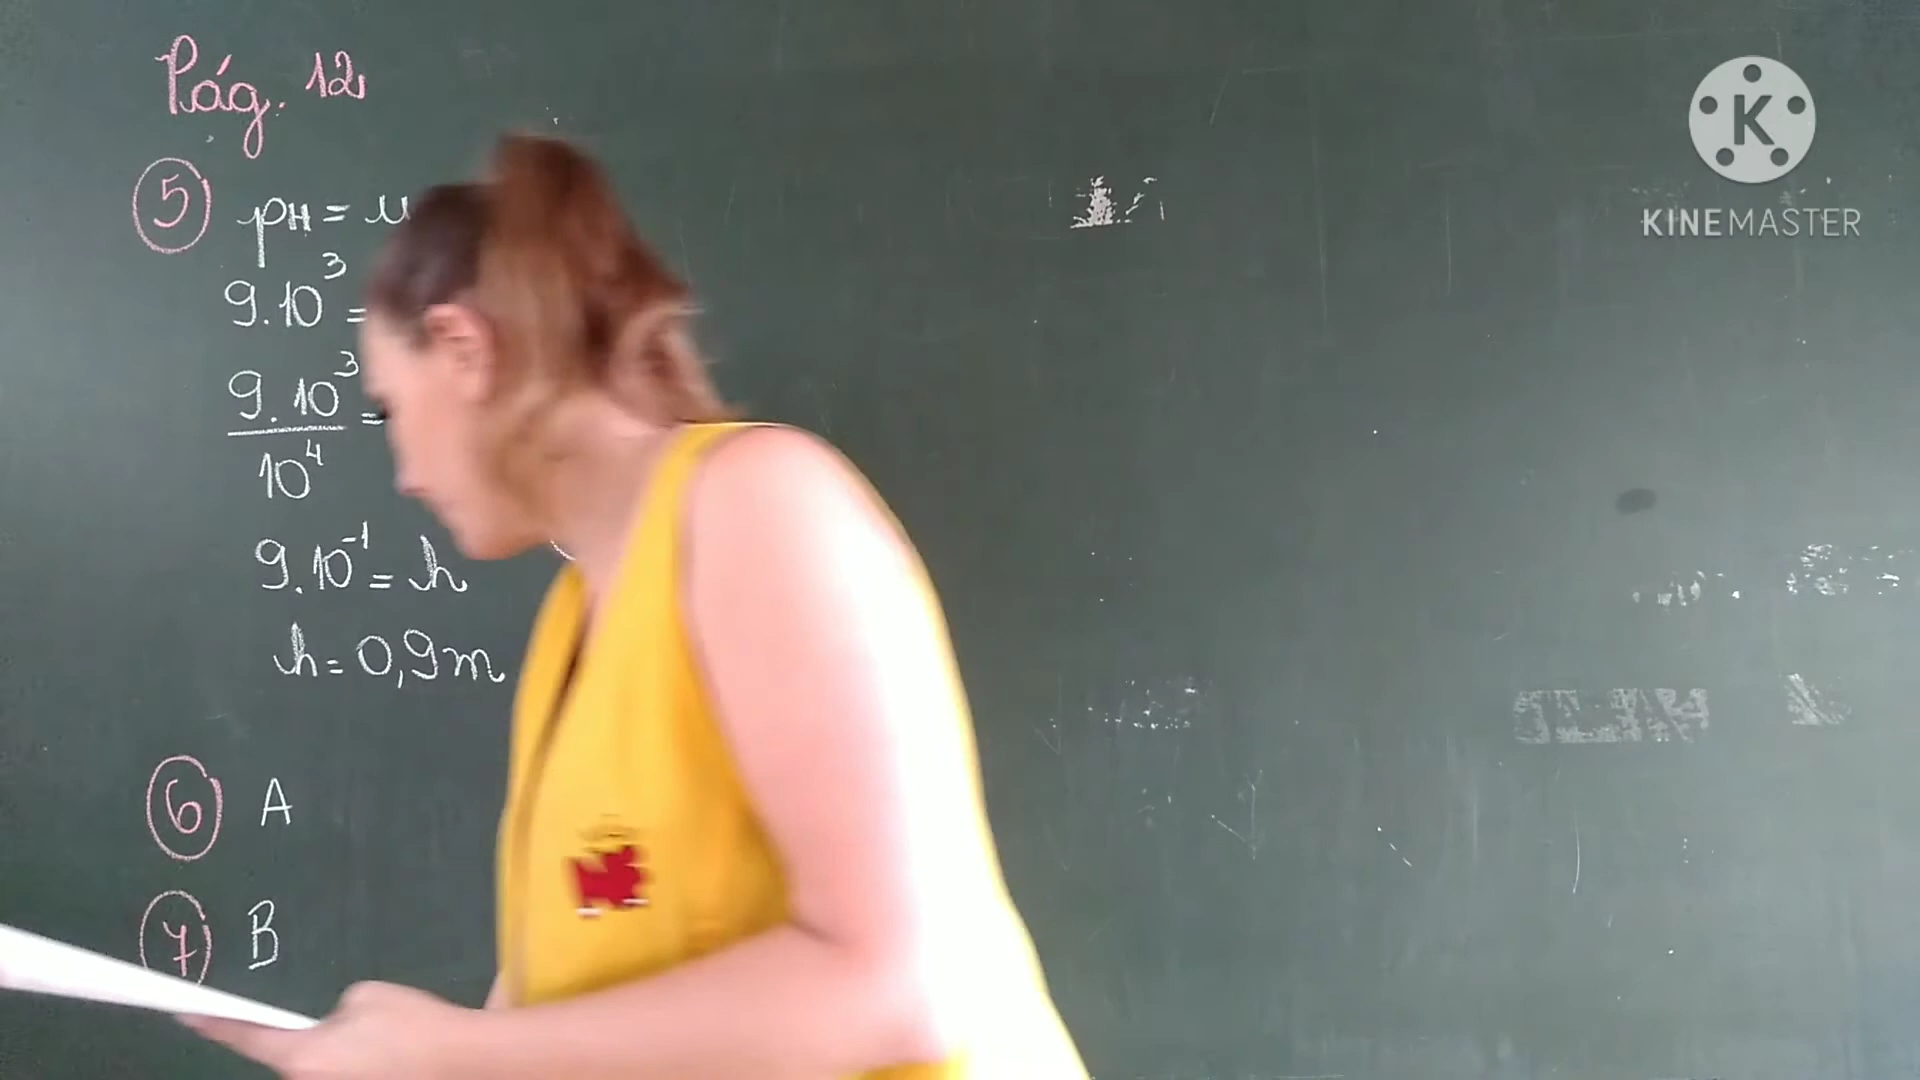 Pág. 12
5 pH = u
9.10³ =
9.10³ =
10⁴
9.10⁻¹ = h
h = 0,9m
6 A
7 B
K
KINEMASTER